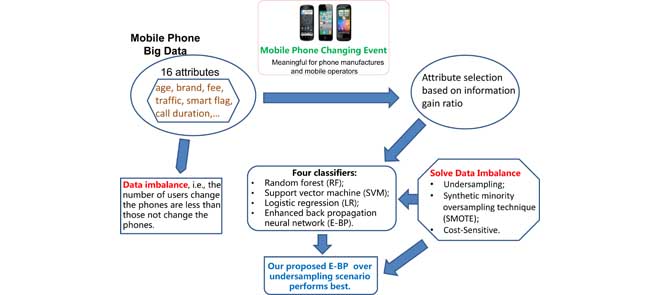 Mobile Phone
Big Data
16 attributes
age, brand, fee,
traffic, smart flag,
call duration,...
Mobile Phone Changing Event
Meaningful for phone manufactures
and mobile operators
Attribute selection
based on information
gain ratio
Data imbalance, i.e., the
number of users change
the phones are less than
those not change the
phones.
Four classifiers:
• Random forest (RF);
• Support vector machine (SVM);
• Logistic regression (LR);
• Enhanced back propagation
neural network (E-BP).
Solve Data Imbalance
• Undersampling;
• Synthetic minority
oversampling technique
(SMOTE);
• Cost-Sensitive.
Our proposed E-BP over
undersampling scenario
performs best.